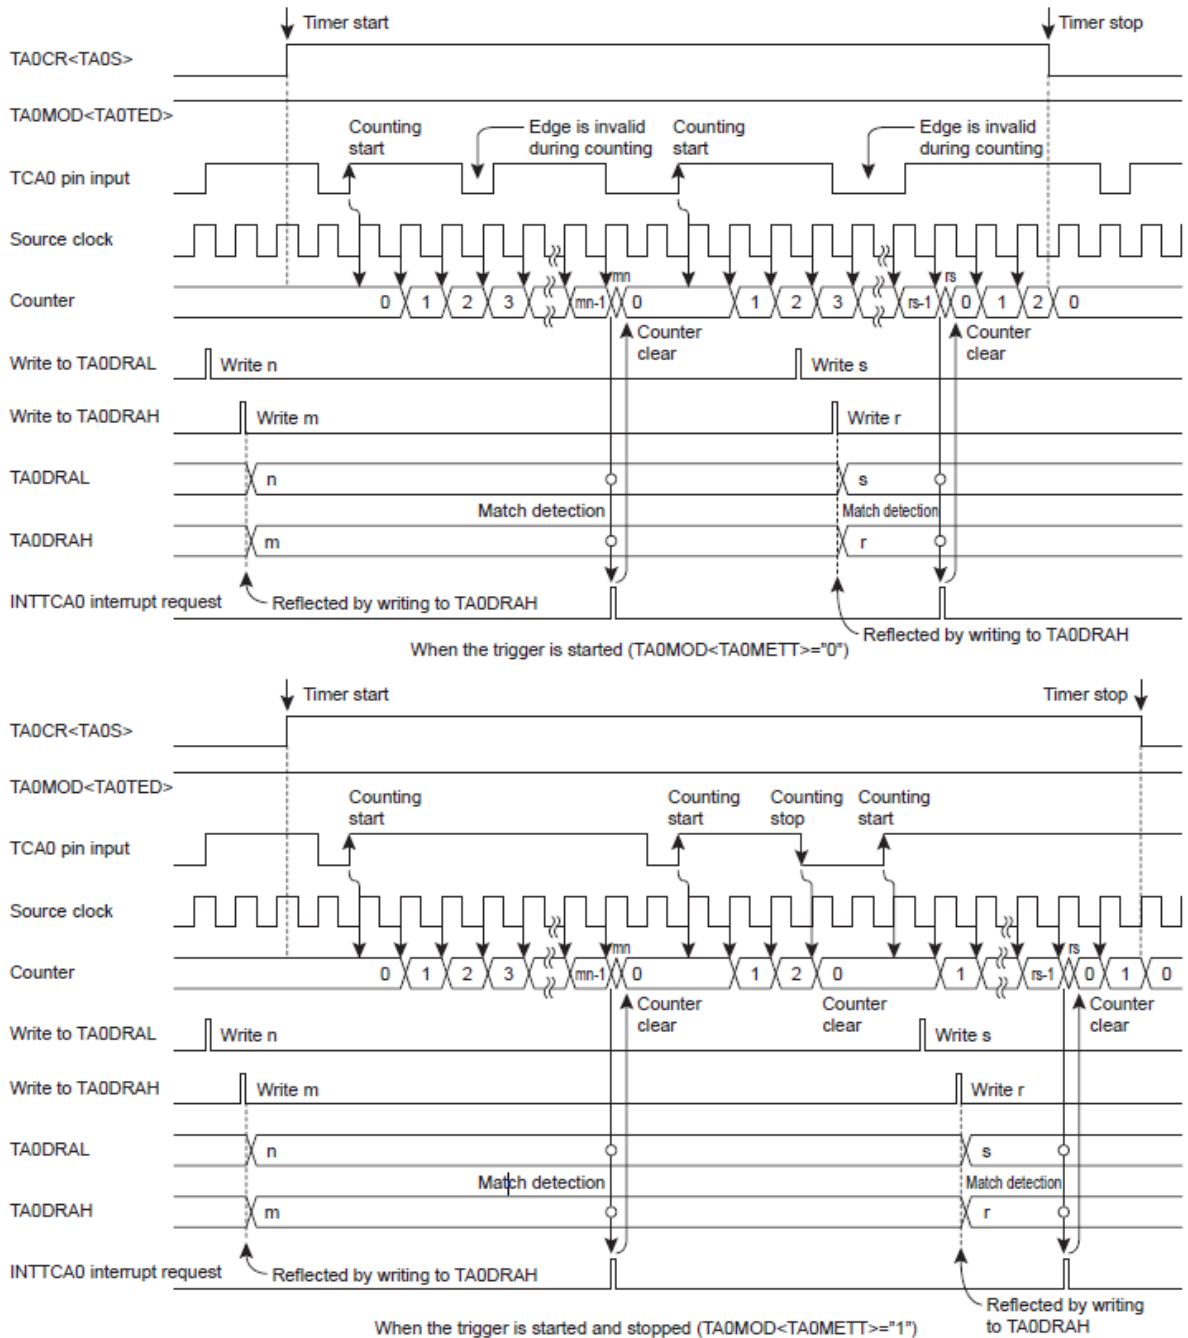 Timer start
Timer stop
TA0CR<TA0S>
TA0MOD<TA0TED>
Counting start
Edge is invalid during counting
Counting start
Edge is invalid during counting
TCA0 pin input
Source clock
mn
rs
Counter
0 1 2 3 mn-1 0 1 2 3 rs-1 0 1 2 0
Counter clear
Counter clear
Write to TA0DRAL
Write n
Write s
Write to TA0DRAH
Write m
Write r
TA0DRAL
n
s
Match detection
Match detection
TA0DRAH
m
r
INTTCA0 interrupt request
Reflected by writing to TA0DRAH
Reflected by writing to TA0DRAH
When the trigger is started (TA0MOD<TA0METT>="0")
Timer start
Timer stop
TA0CR<TA0S>
TA0MOD<TA0TED>
Counting start
Counting start
Counting stop
Counting start
TCA0 pin input
Source clock
mn
rs
Counter
0 1 2 3 mn-1 0 1 2 0 1 rs-1 0 1 0
Counter clear
Counter clear
Counter clear
Write to TA0DRAL
Write n
Write s
Write to TA0DRAH
Write m
Write r
TA0DRAL
n
s
Match detection
Match detection
TA0DRAH
m
r
INTTCA0 interrupt request
Reflected by writing to TA0DRAH
Reflected by writing
to TA0DRAH
When the trigger is started and stopped (TA0MOD<TA0METT>="1")